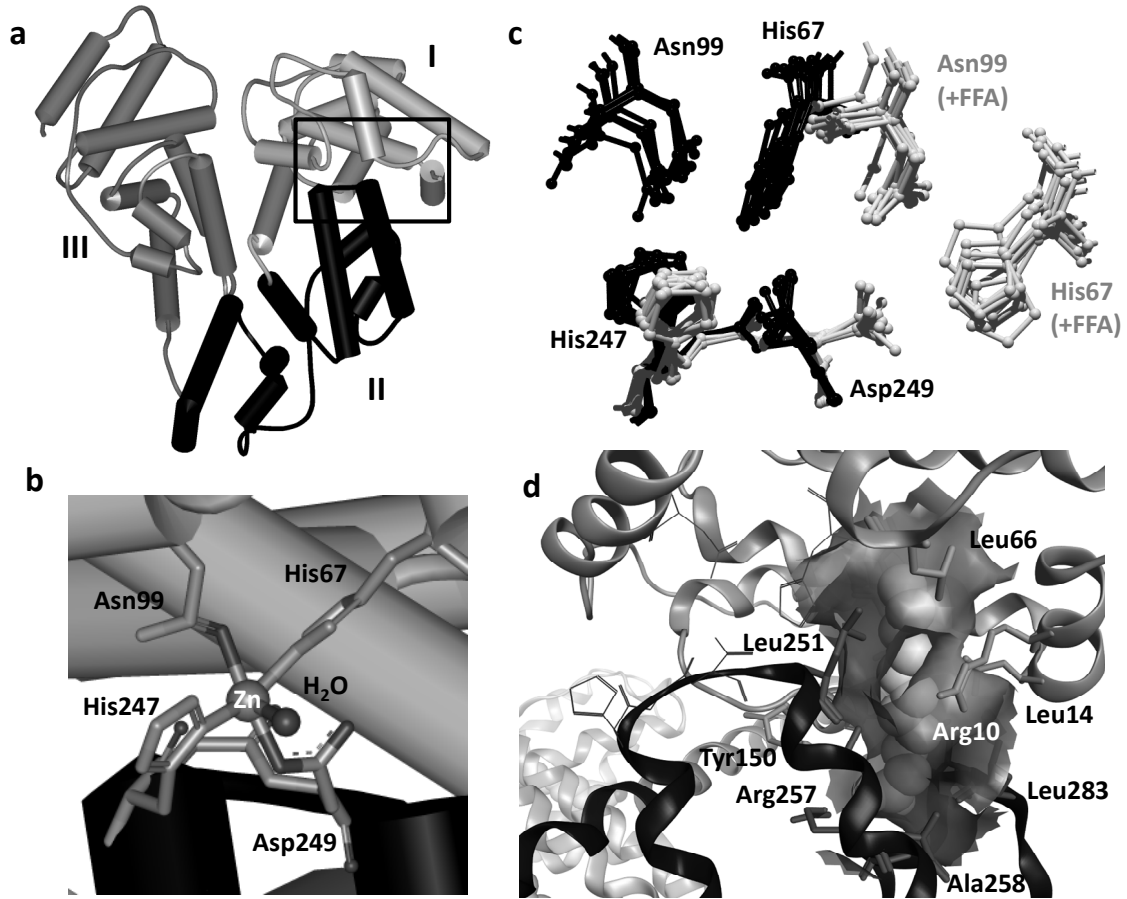 a
I
III
II
b
His67
Asn99
H2O
Zn
His247
Asp249
c
Asn99
His67
Asn99
(+FFA)
His247
Asp249
His67
(+FFA)
d
Leu66
Leu251
Leu14
Arg10
Tyr150
Arg257
Leu283
Ala258